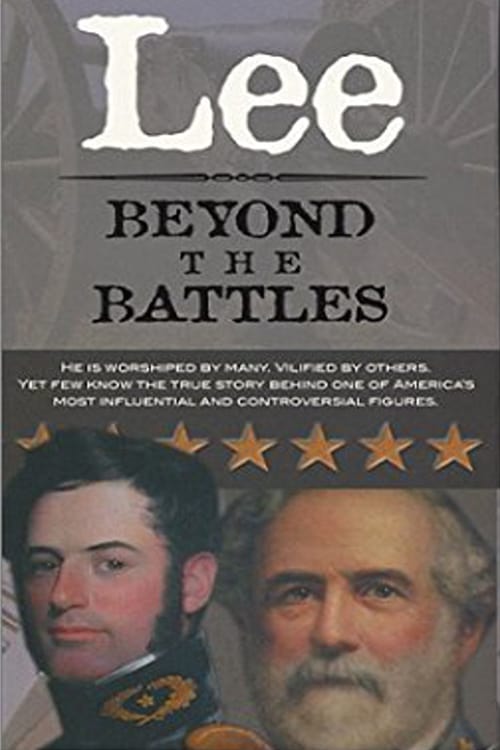 Lee
BEYOND
THE
BATTLES
HE IS WORSHIPED BY MANY. VILIFIED BY OTHERS.
YET FEW KNOW THE TRUE STORY BEHIND ONE OF AMERICA'S
MOST INFLUENTIAL AND CONTROVERSIAL FIGURES.